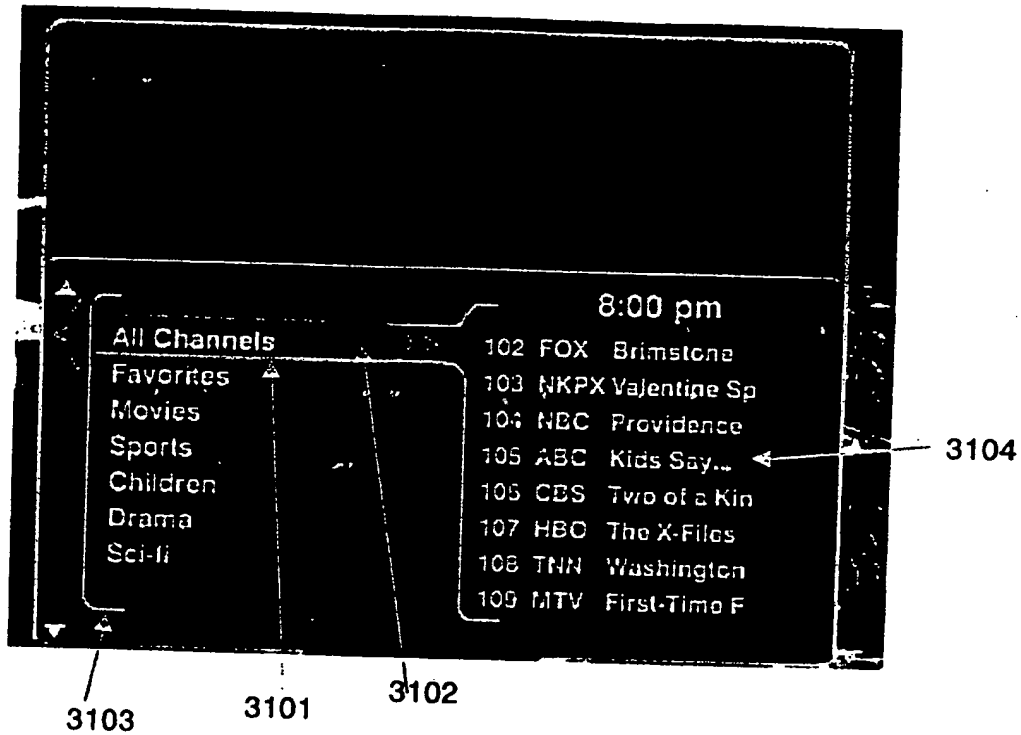 8:00 pm
All Channels
Favorites
Movies
Sports
Children
Drama
Sci-fi
102 FOX Brimstone
103 NKPX Valentine Sp
104 NBC Providence
105 ABC Kids Say...
106 CBS Two of a Kin
107 HBO The X-Files
108 TNN Washington
109 MTV First-Time F
3104
3103
3101
3102